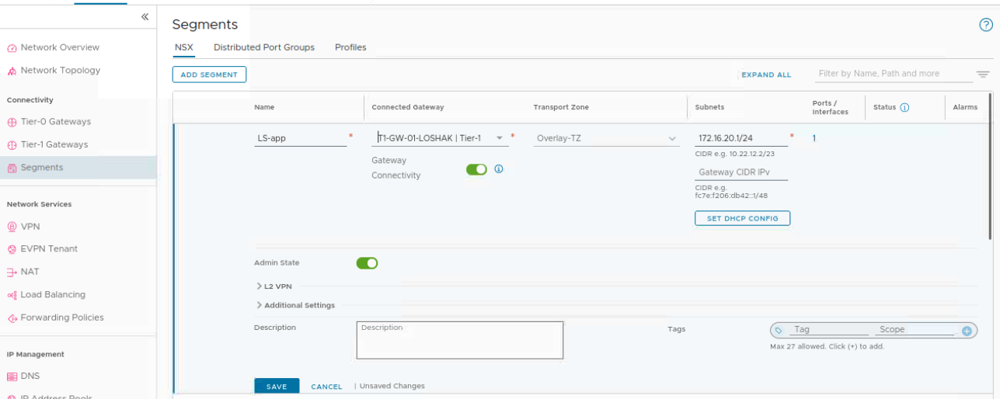 Segments
NSX Distributed Port Groups Profiles
ADD SEGMENT EXPAND ALL Filter by Name, Path and more
Network Overview
Network Topology
Connectivity
Tier-0 Gateways
Tier-1 Gateways
Segments
Network Services
VPN
EVPN Tenant
NAT
Load Balancing
Forwarding Policies
IP Management
DNS
IP Address Pools
Name Connected Gateway Transport Zone Subnets Ports / Interfaces Status Alarms
LS-app * T1-GW-01-LOSHAK | Tier-1 * Overlay-TZ 172.16.20.1/24 * 1
CIDR e.g. 10.22.12.2/23
Gateway
Connectivity
Gateway CIDR IPv
CIDR e.g.
fc7e:f206:db42::1/48
SET DHCP CONFIG
Admin State
L2 VPN
Additional Settings
Description Description Tags Tag Scope
Max 27 allowed. Click (+) to add.
SAVE CANCEL | Unsaved Changes